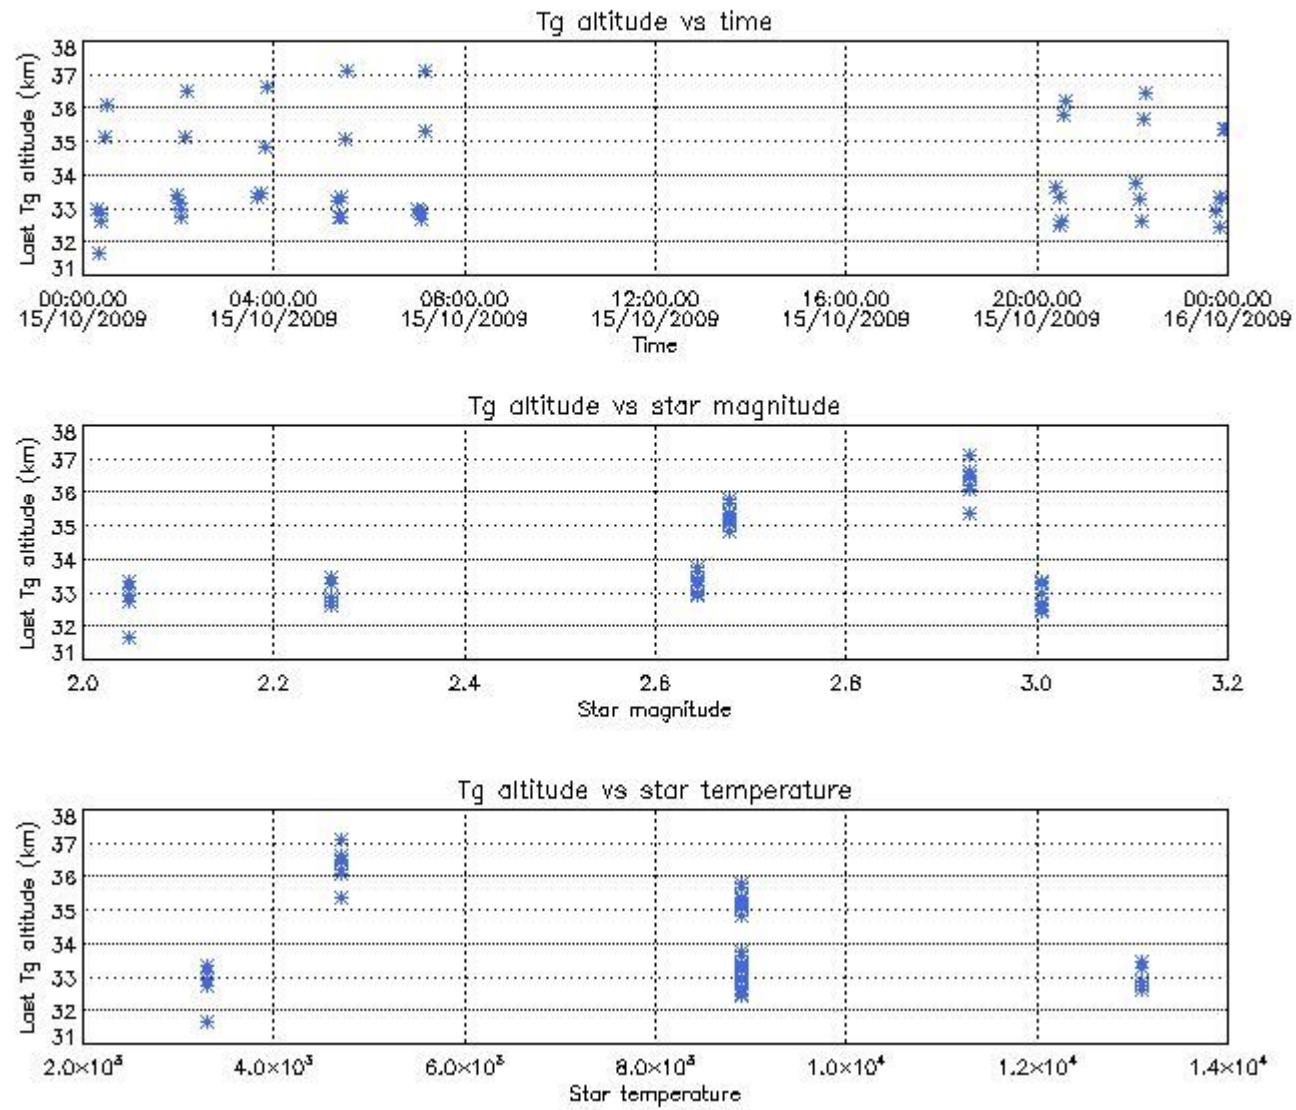 Tg altitude vs time
Last Tg altitude (km)
38
37
36
35
34
33
32
31
00:00.00 04:00.00 08:00.00 12:00.00 16:00.00 20:00.00 00:00.00
15/10/2009 15/10/2009 15/10/2009 15/10/2009 15/10/2009 15/10/2009 16/10/2009
Time
Tg altitude vs star magnitude
Last Tg altitude (km)
38
37
36
35
34
33
32
31
2.0 2.2 2.4 2.6 2.8 3.0 3.2
Star magnitude
Tg altitude vs star temperature
Last Tg altitude (km)
38
37
36
35
34
33
32
31
2.0×10³ 4.0×10³ 6.0×10³ 8.0×10³ 1.0×10⁴ 1.2×10⁴ 1.4×10⁴
Star temperature